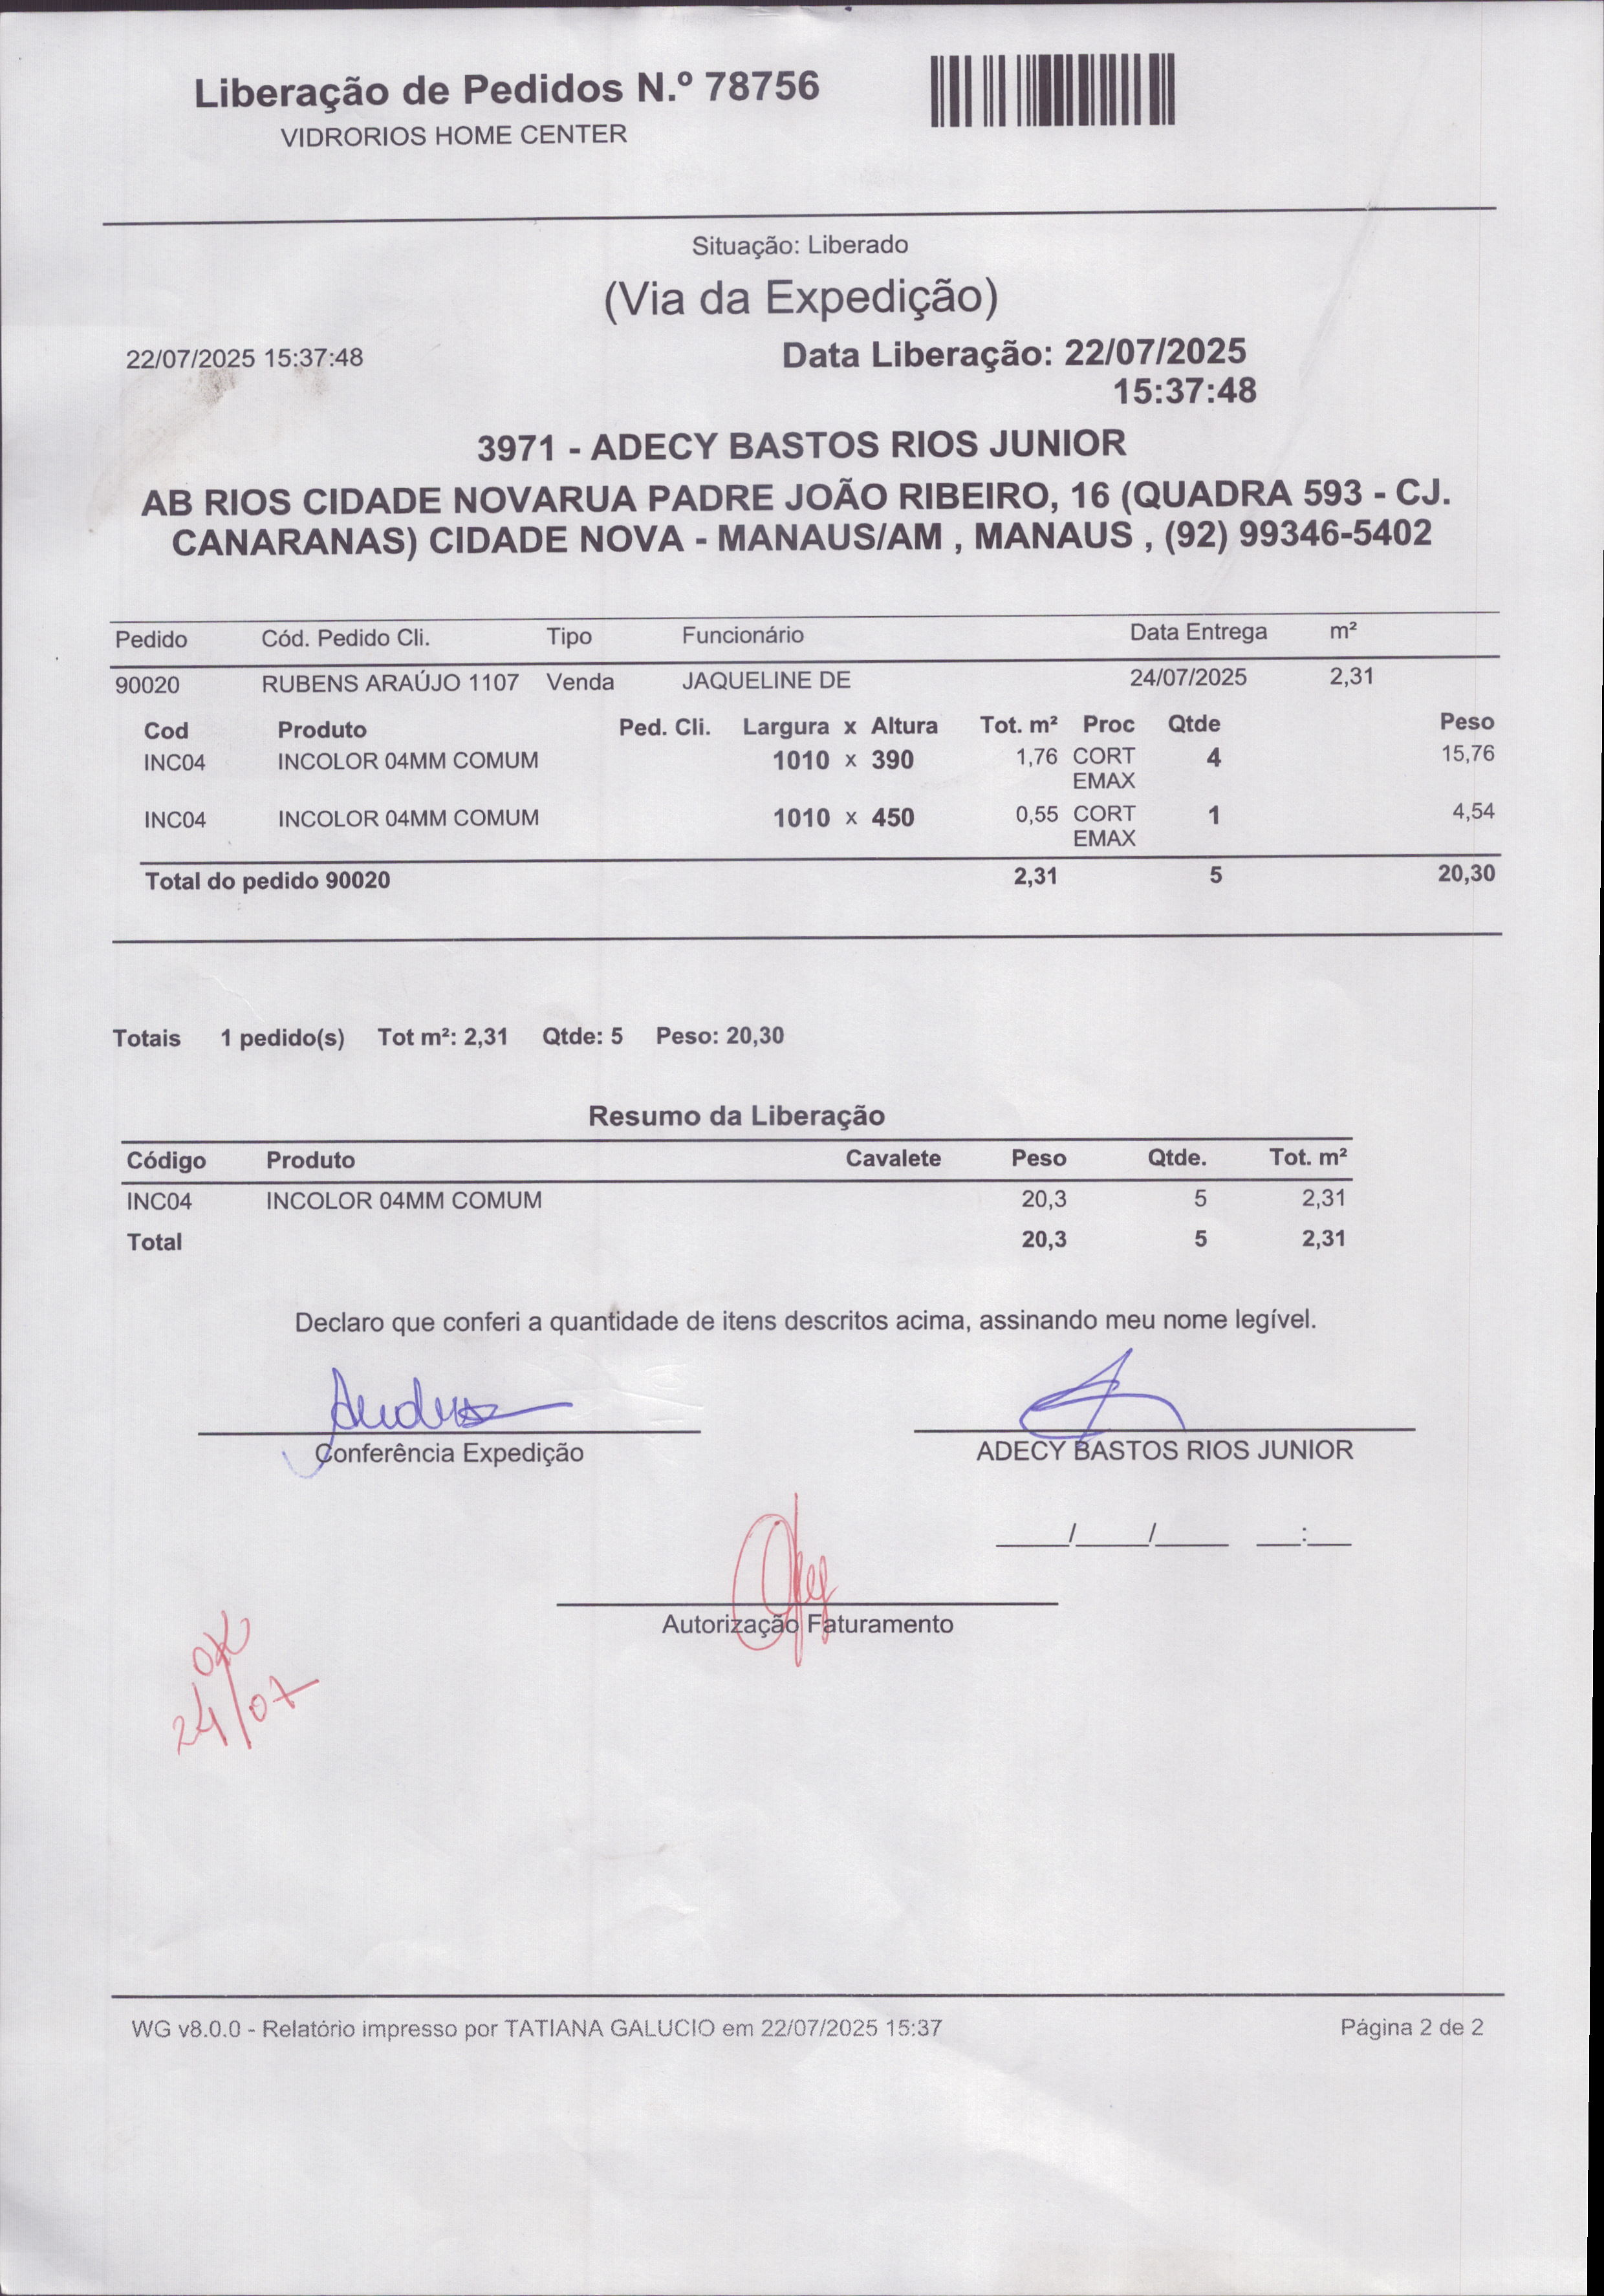 Liberação de Pedidos N.º 78756
VIDRORIOS HOME CENTER
Situação: Liberado
(Via da Expedição)
22/07/2025 15:37:48
Data Liberação: 22/07/2025
15:37:48
3971 - ADECY BASTOS RIOS JUNIOR
AB RIOS CIDADE NOVARUA PADRE JOÃO RIBEIRO, 16 (QUADRA 593 - CJ.
CANARANAS) CIDADE NOVA - MANAUS/AM , MANAUS , (92) 99346-5402
Pedido Cód. Pedido Cli. Tipo Funcionário Data Entrega m²
90020 RUBENS ARAÚJO 1107 Venda JAQUELINE DE 24/07/2025 2,31
Cod Produto Ped. Cli. Largura x Altura Tot. m² Proc Qtde Peso
INC04 INCOLOR 04MM COMUM 1010 x 390 1,76 CORT 4 15,76
EMAX
INC04 INCOLOR 04MM COMUM 1010 x 450 0,55 CORT 1 4,54
EMAX
Total do pedido 90020 2,31 5 20,30
Totais 1 pedido(s) Tot m²: 2,31 Qtde: 5 Peso: 20,30
Resumo da Liberação
Código Produto Cavalete Peso Qtde. Tot. m²
INC04 INCOLOR 04MM COMUM 20,3 5 2,31
Total 20,3 5 2,31
Declaro que conferi a quantidade de itens descritos acima, assinando meu nome legível.
Conferência Expedição
ADECY BASTOS RIOS JUNIOR
____/____/____ __:__
Autorização Faturamento
OK
24/07
WG v8.0.0 - Relatório impresso por TATIANA GALUCIO em 22/07/2025 15:37
Página 2 de 2